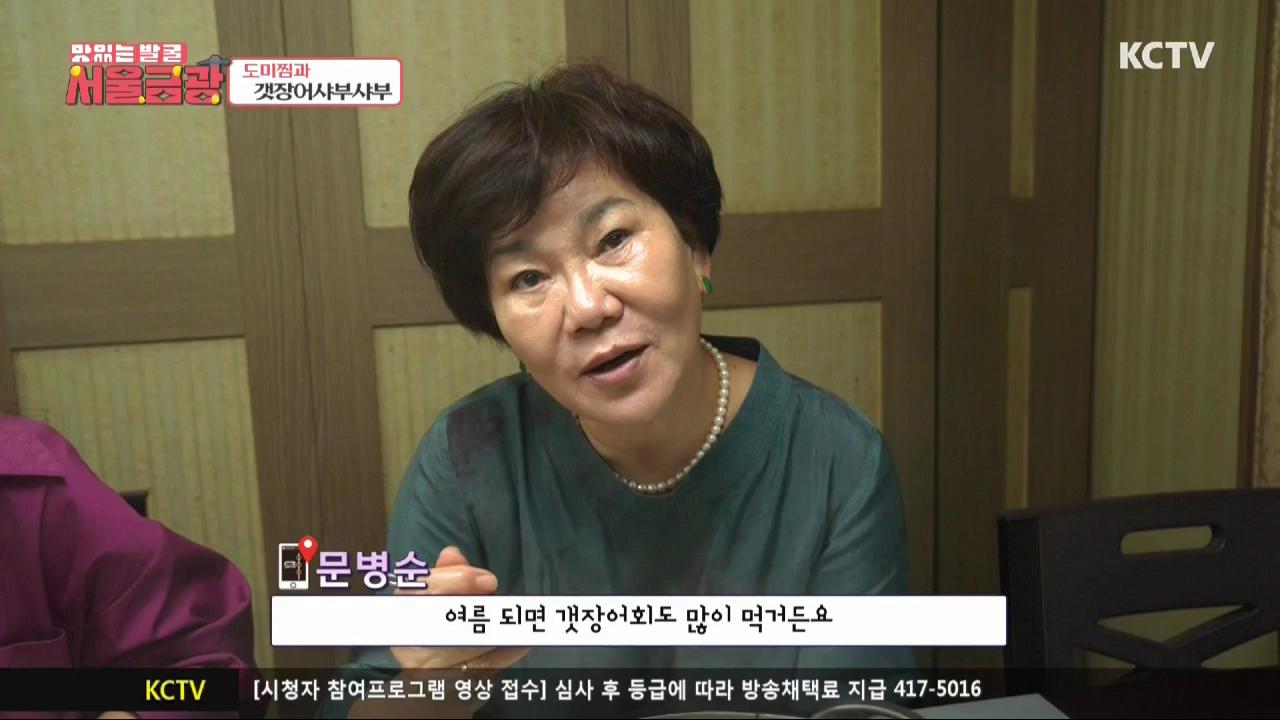 맛있는 발굴
서울금광
도미찜과
갯장어샤부샤부
KCTV
문병순
여름 되면 갯장어회도 많이 먹거든요
KCTV
[시청자 참여프로그램 영상 접수] 심사 후 등급에 따라 방송채택료 지급 417-5016